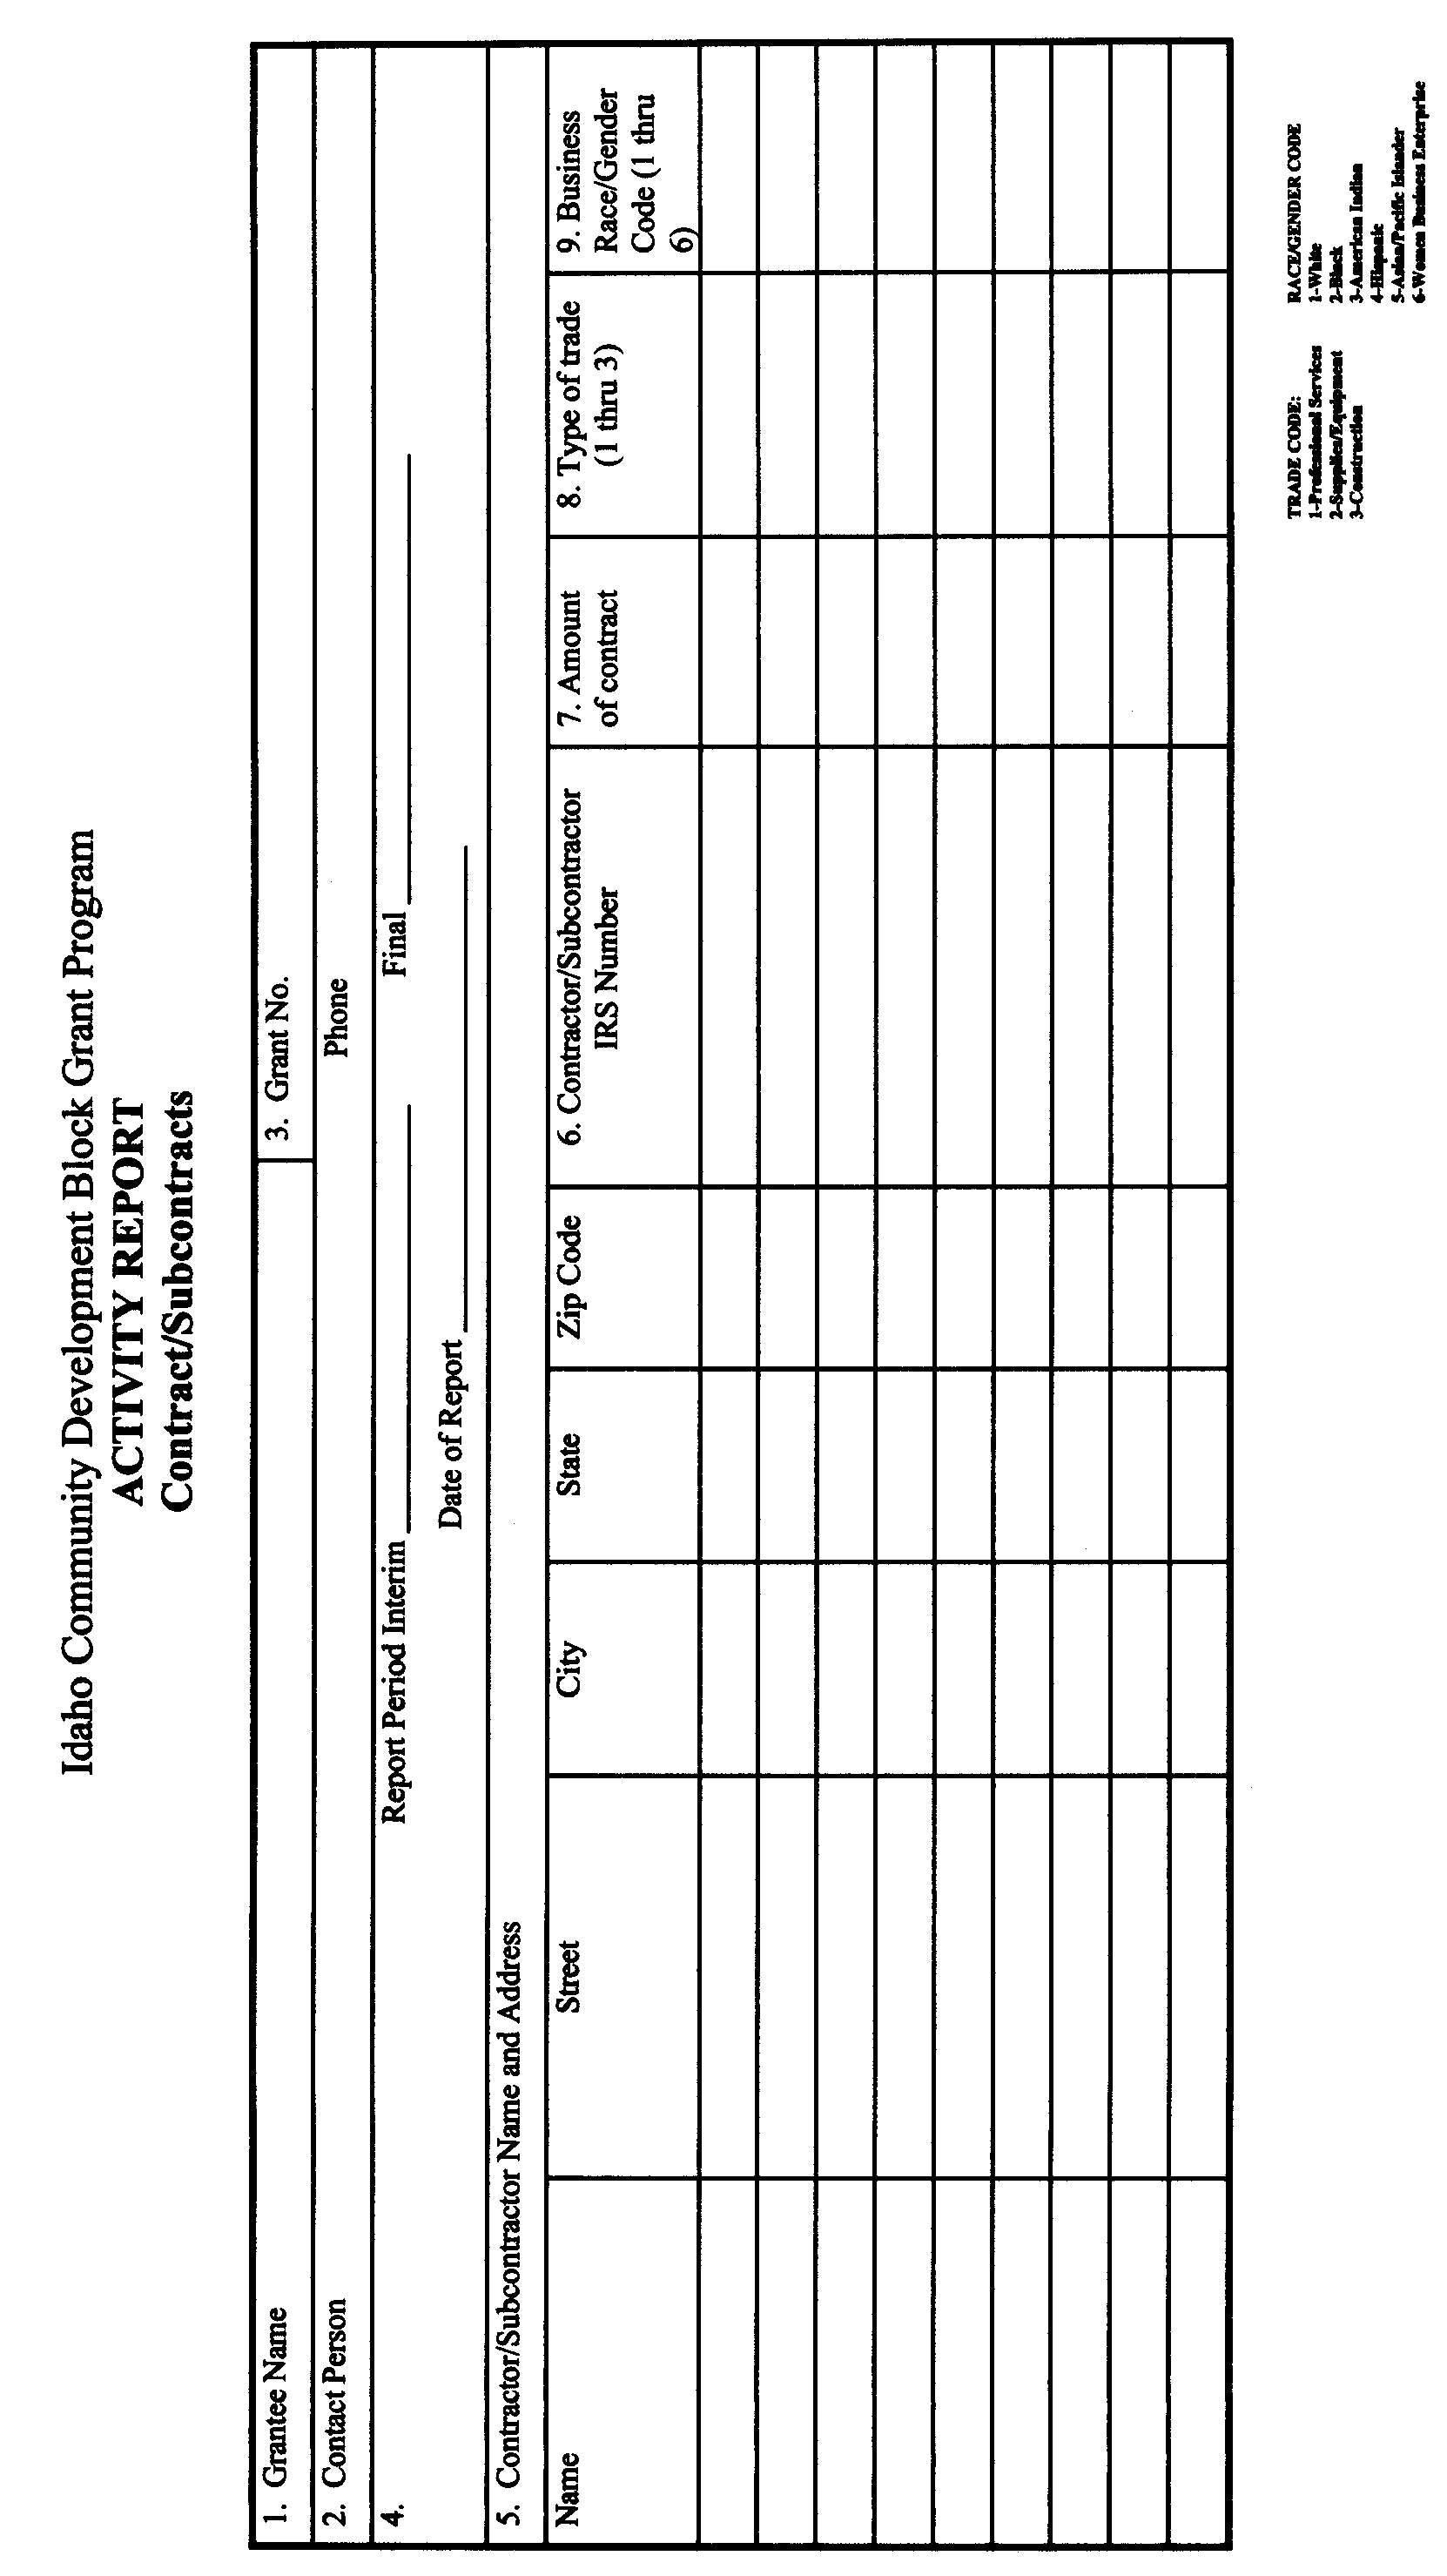 Idaho Community Development Block Grant Program
ACTIVITY REPORT
Contract/Subcontracts
1. Grantee Name
3. Grant No.
2. Contact Person
Phone
4.
Report Period Interim
Final
Date of Report
5. Contractor/Subcontractor Name and Address
Name
Street
City
State
Zip Code
6. Contractor/Subcontractor
IRS Number
7. Amount
of contract
8. Type of trade
(1 thru 3)
9. Business
Race/Gender
Code (1 thru
6)
TRADE CODE:
1-Professional Services
2-Supplies/Equipment
3-Construction
RACE/GENDER CODE
1-White
2-Black
3-American Indian
4-Hispanic
5-Asian/Pacific Islander
6-Women Business Enterprise